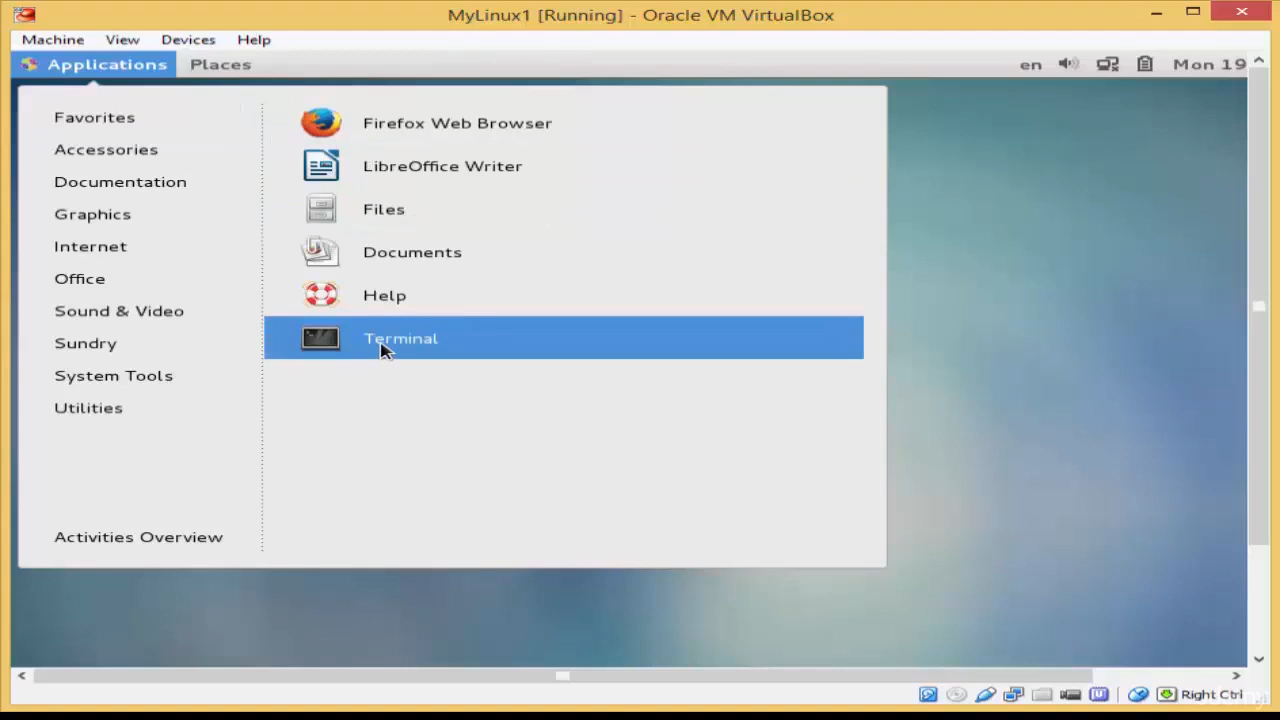 MyLinux1 [Running] - Oracle VM VirtualBox
Machine View Devices Help
Applications Places en Mon 19
Favorites
Accessories
Documentation
Graphics
Internet
Office
Sound & Video
Sundry
System Tools
Utilities
Activities Overview
Firefox Web Browser
LibreOffice Writer
Files
Documents
Help
Terminal
Right Ctrl